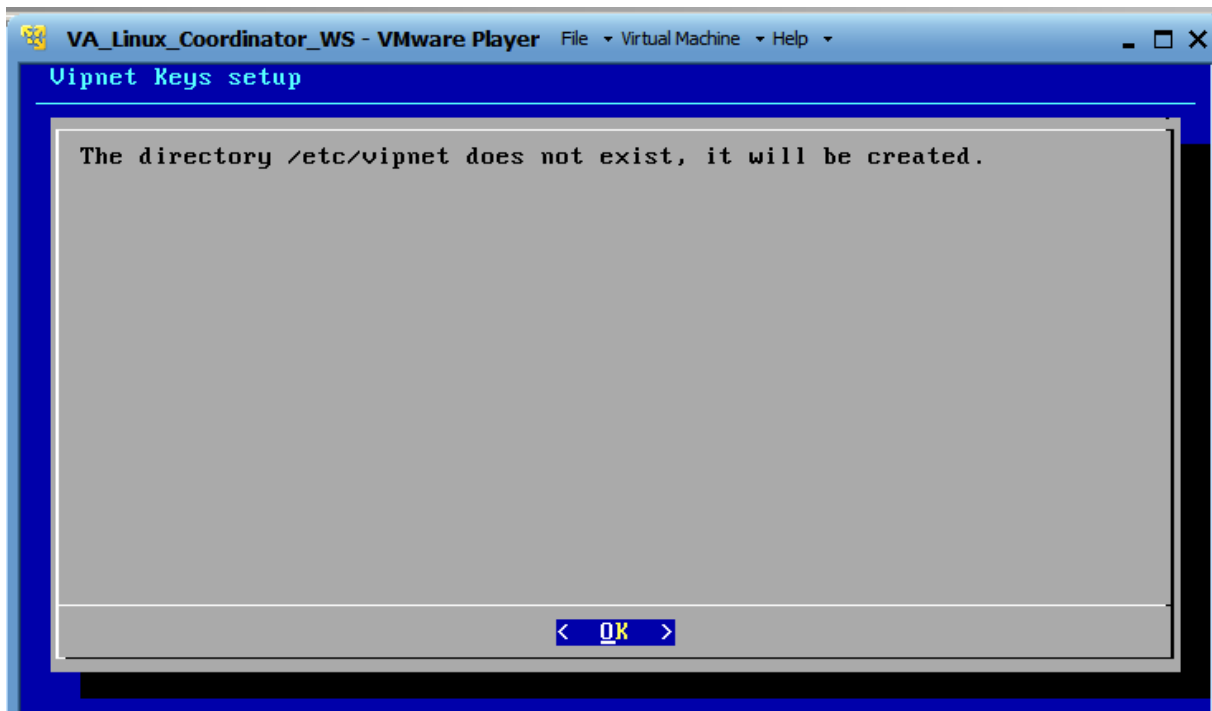 VA_Linux_Coordinator_WS - VMware Player File Virtual Machine Help
Vipnet Keys setup
The directory /etc/vipnet does not exist, it will be created.
< OK >